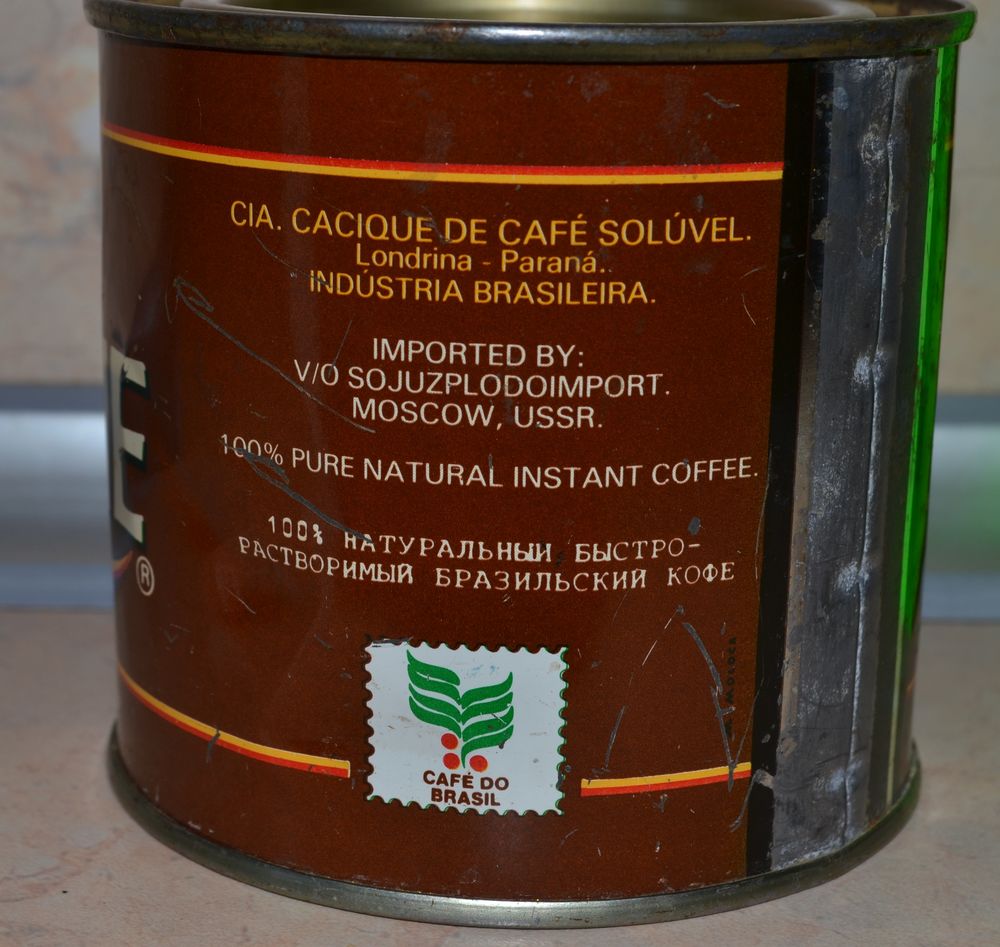 CIA. CACIQUE DE CAFÉ SOLÚVEL.
Londrina - Paraná.
INDÚSTRIA BRASILEIRA.
IMPORTED BY:
V/O SOJUZPLODOIMPORT.
MOSCOW, USSR.
100% PURE NATURAL INSTANT COFFEE.
100% НАТУРАЛЬНЫЙ БЫСТРО-
РАСТВОРИМЫЙ БРАЗИЛЬСКИЙ КОФЕ
E
®
CAFÉ DO
BRASIL